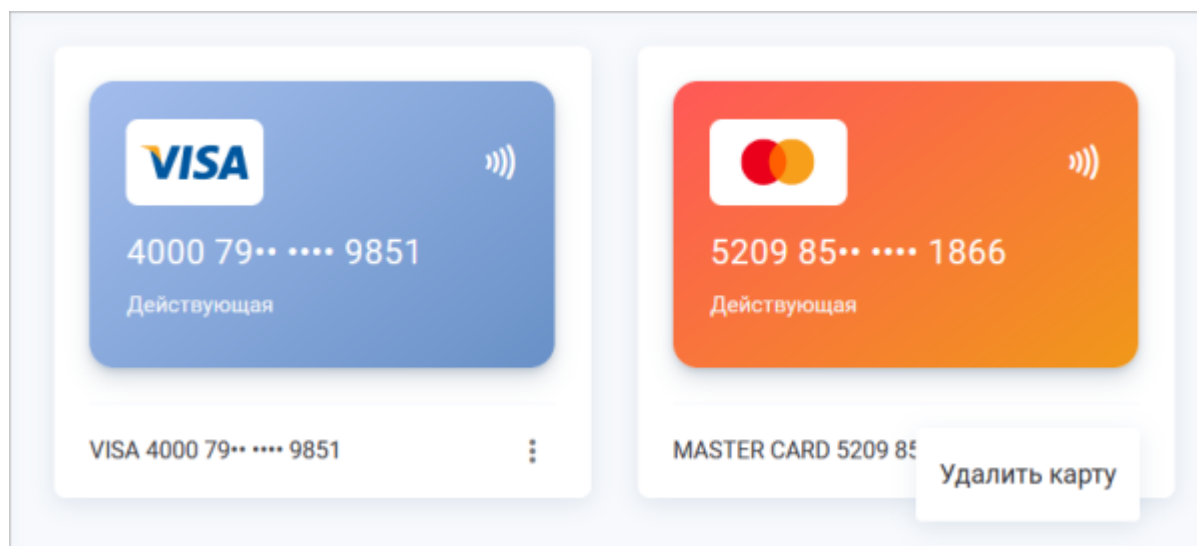 VISA
4000 79•• •••• 9851
Действующая
VISA 4000 79•• •••• 9851
5209 85•• •••• 1866
Действующая
MASTER CARD 5209 85
Удалить карту